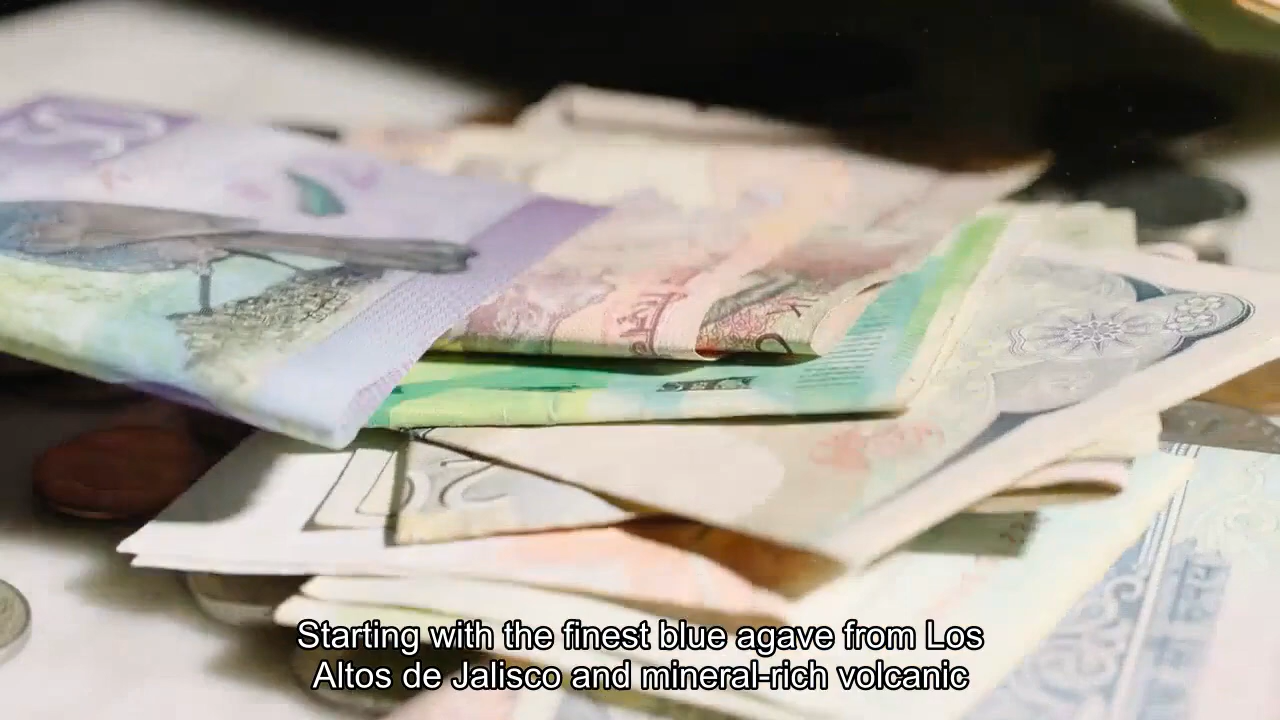 Starting with the finest blue agave from Los
Altos de Jalisco and mineral-rich volcanic